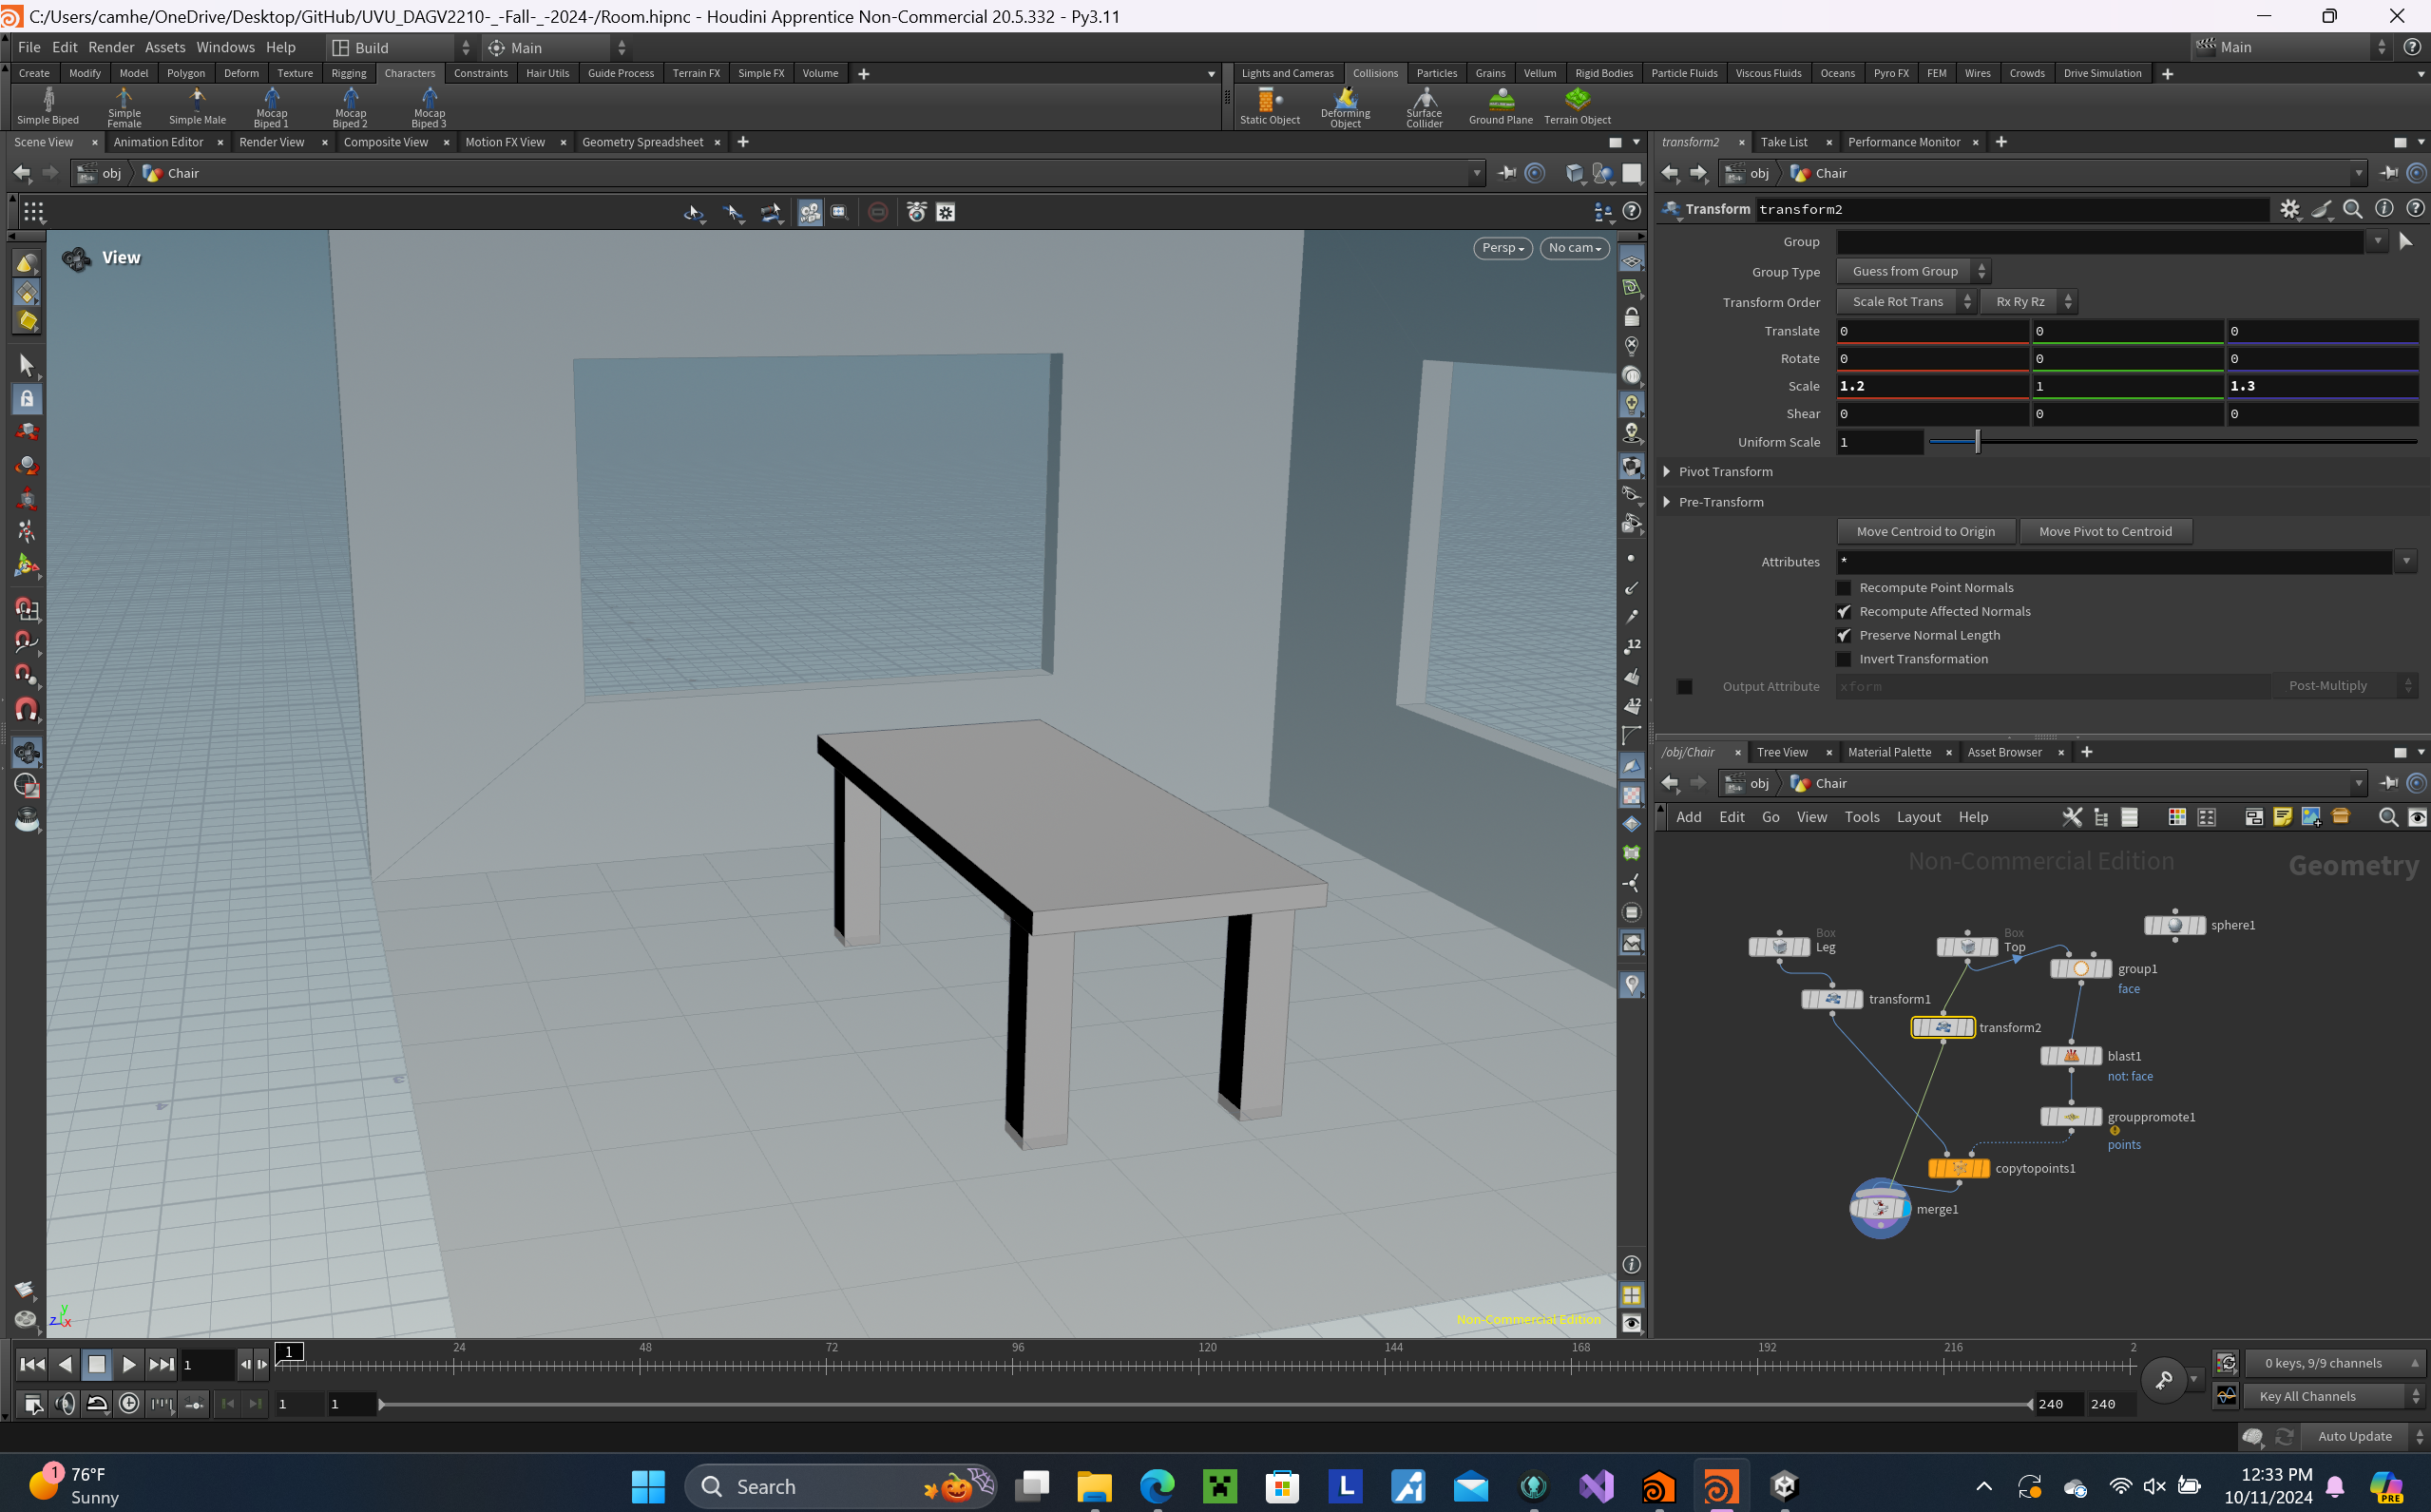 C:/Users/camhe/OneDrive/Desktop/GitHub/UVU_DAGV2210-_-Fall-_-2024-/Room.hipnc - Houdini Apprentice Non-Commercial 20.5.332 - Py3.11
File Edit Render Assets Windows Help Build Main Main
Create Modify Model Polygon Deform Texture Rigging Characters Constraints Hair Utils Guide Process Terrain FX Simple FX Volume
Lights and Cameras Collisions Particles Grains Vellum Rigid Bodies Particle Fluids Viscous Fluids Oceans Pyro FX FEM Wires Crowds Drive Simulation
Simple Biped Simple Female Simple Male Mocap Biped 1 Mocap Biped 2 Mocap Biped 3
Static Object Deforming Object Surface Collider Ground Plane Terrain Object
Scene View Animation Editor Render View Composite View Motion FX View Geometry Spreadsheet
obj Chair
View
Persp No cam
12
12
Non-Commercial Edition
y
z x
transform2 Take List Performance Monitor
obj Chair
Transform transform2
Group
Group Type Guess from Group
Transform Order Scale Rot Trans Rx Ry Rz
Translate 0 0 0
Rotate 0 0 0
Scale 1.2 1 1.3
Shear 0 0 0
Uniform Scale 1
Pivot Transform
Pre-Transform
Move Centroid to Origin Move Pivot to Centroid
Attributes *
Recompute Point Normals
Recompute Affected Normals
Preserve Normal Length
Invert Transformation
Output Attribute xform Post-Multiply
/obj/Chair Tree View Material Palette Asset Browser
obj Chair
Add Edit Go View Tools Layout Help
Non-Commercial Edition Geometry
sphere1
Box
Leg
Box
Top
group1
face
transform1
transform2
blast1
not: face
grouppromote1
points
copytopoints1
merge1
1 1 24 48 72 96 120 144 168 192 216 2
1 1 240 240
0 keys, 9/9 channels
Key All Channels
Auto Update
1
76°F
Sunny
Search
L
12:33 PM
10/11/2024
PRE